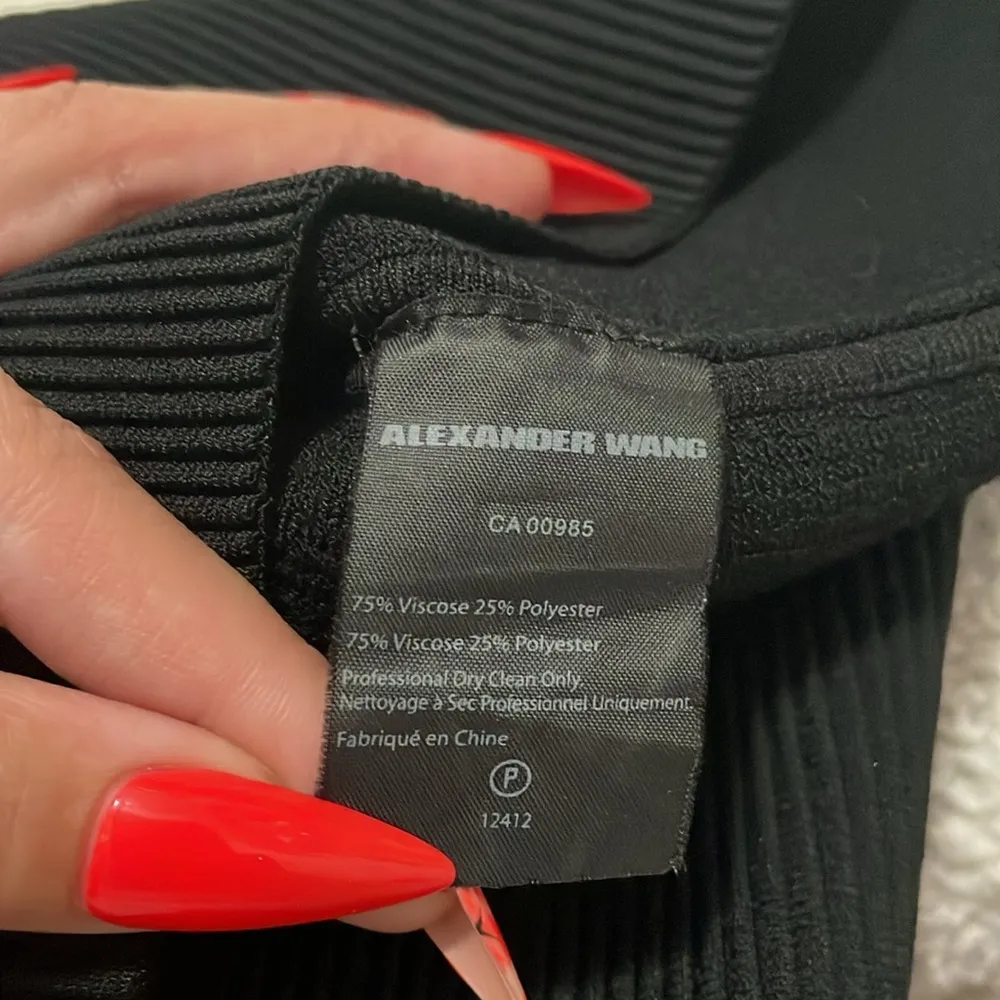 ALEXANDER WANG
CA 00985
75% Viscose 25% Polyester
75% Viscose 25% Polyester
Professional Dry Clean Only
Nettoyage à Sec Professionnel Uniquement.
Fabriqué en Chine
P
12412